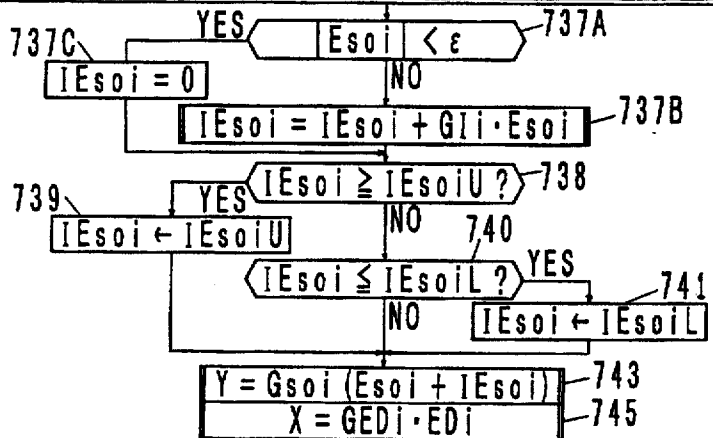 YES
|Esoi| < ε
737A
737C
IEsoi = 0
NO
IEsoi = IEsoi + GIi・Esoi
737B
IEsoi ≧ IEsoiU ?
738
739
YES
IEsoi ← IEsoiU
NO
740
IEsoi ≦ IEsoiL ?
YES
741
IEsoi ← IEsoiL
NO
Y = Gsoi (Esoi + IEsoi)
743
X = GEDi・EDi
745